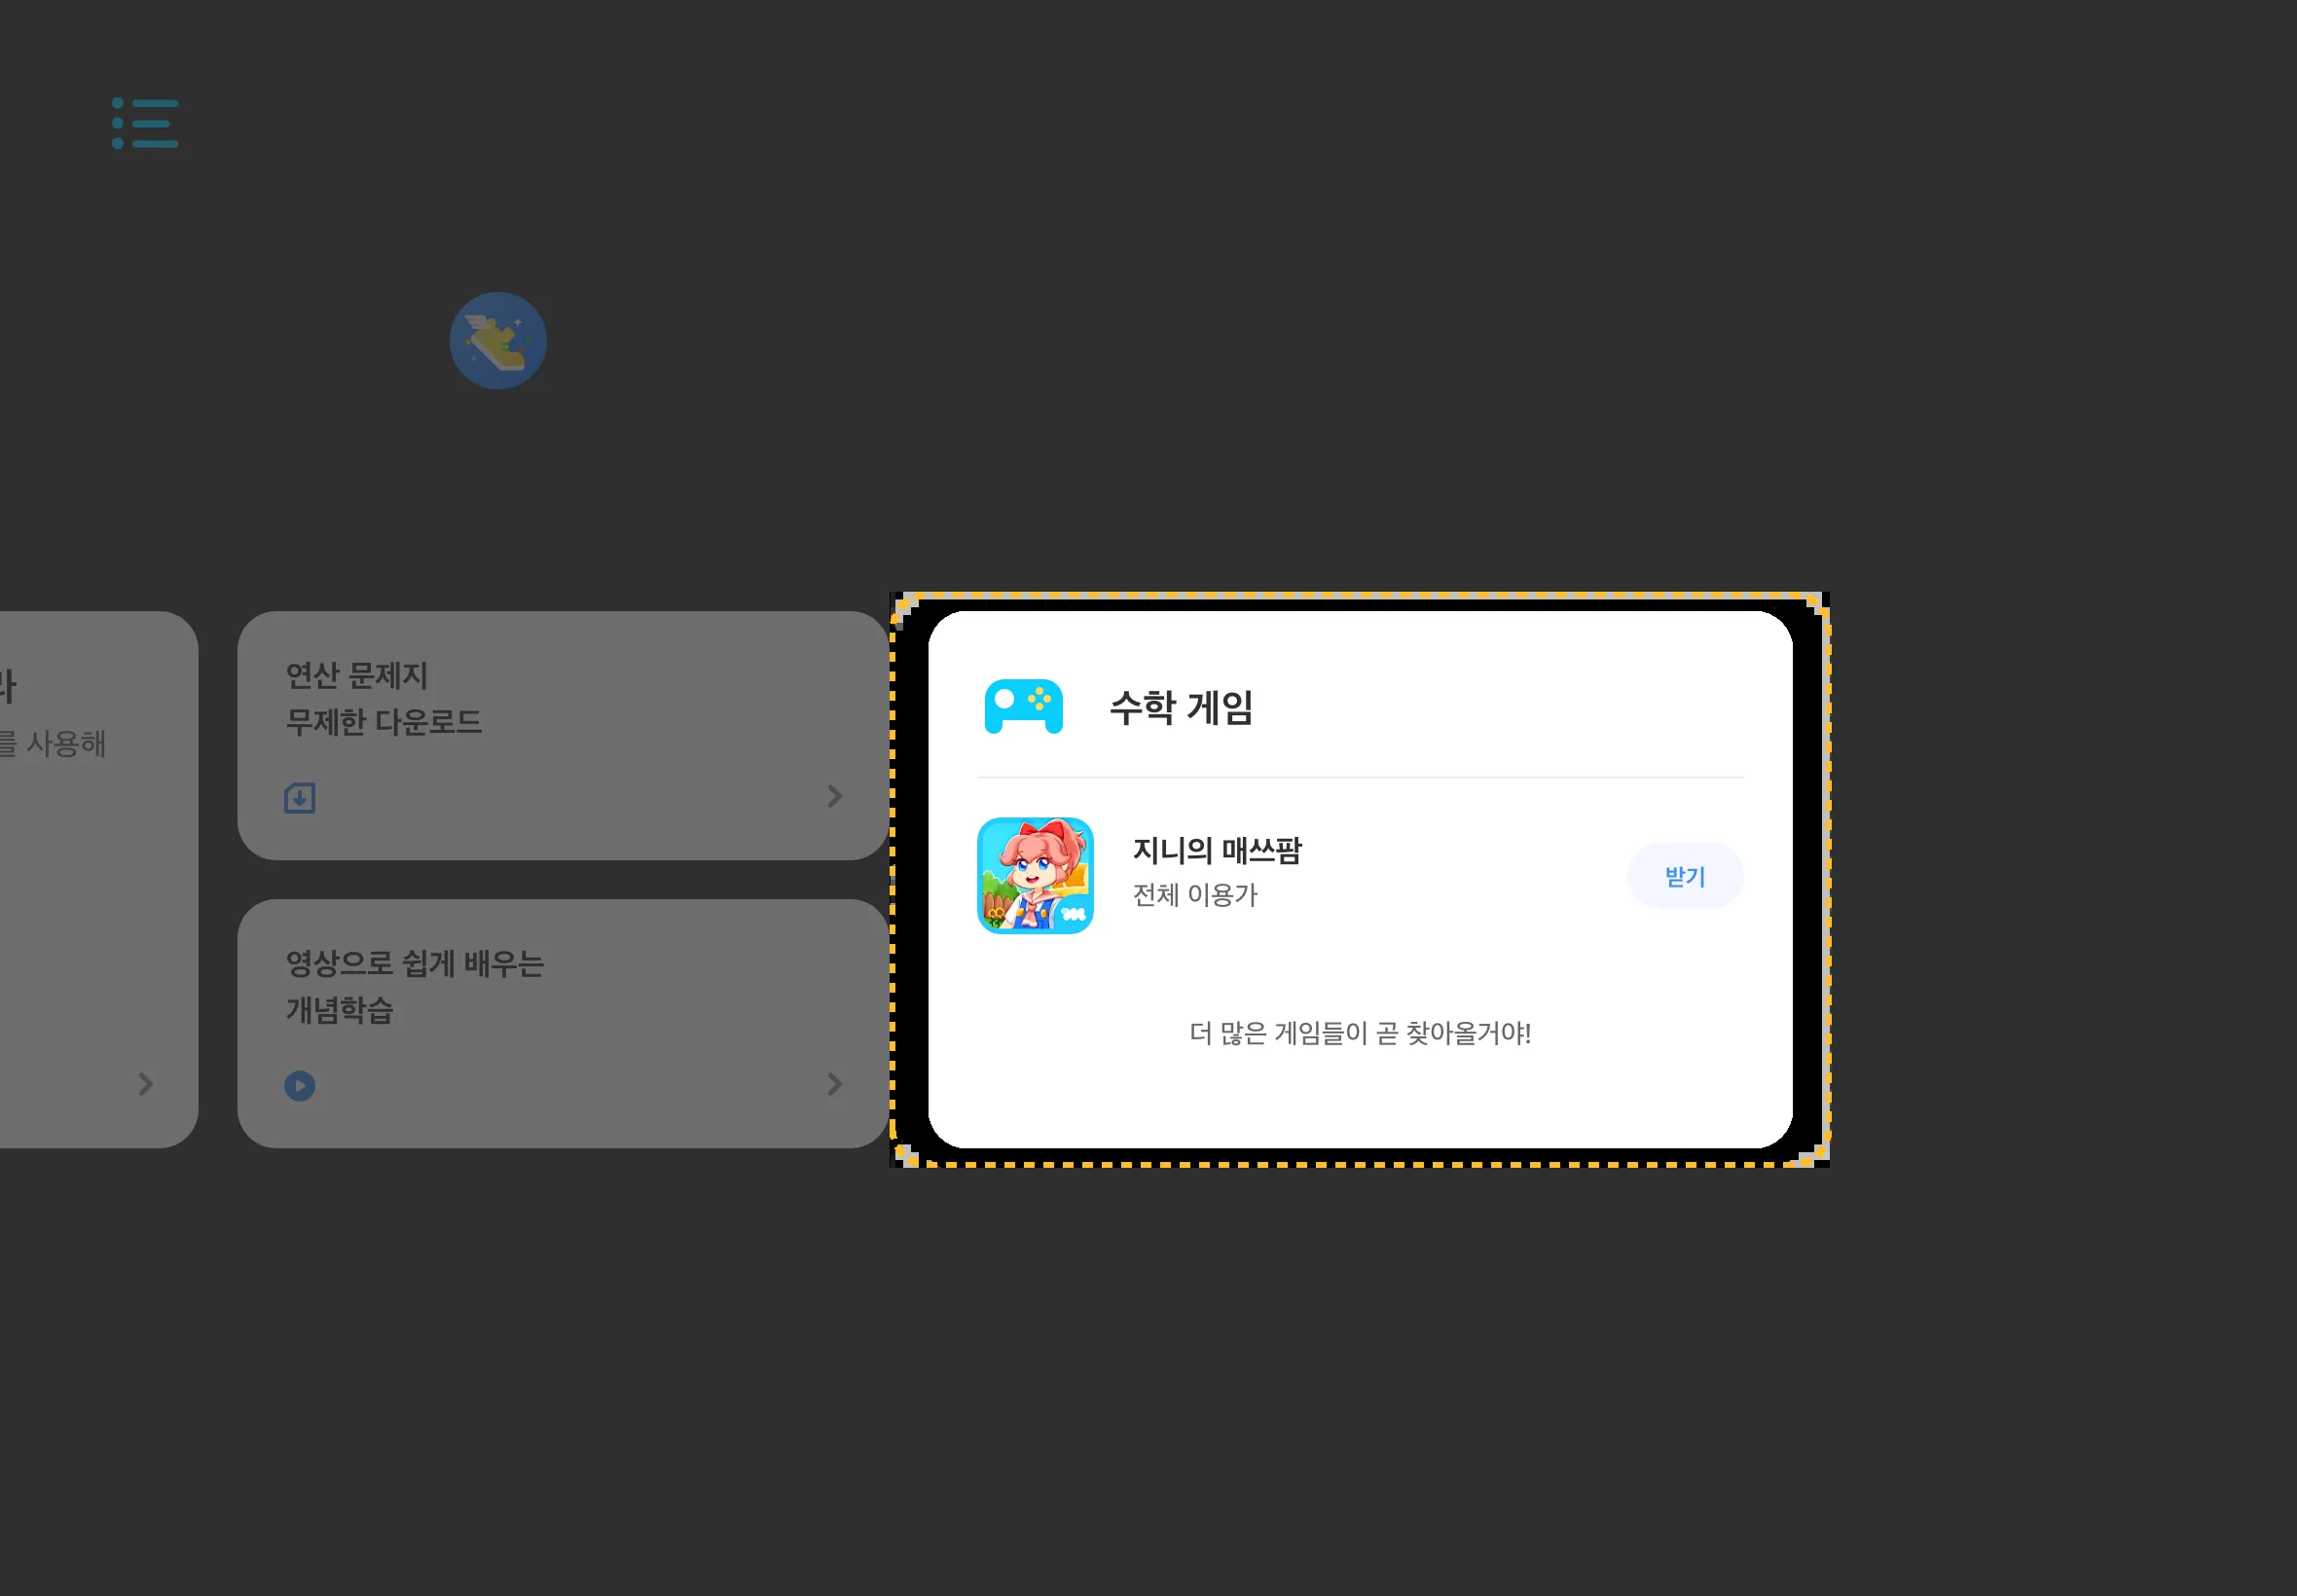 를 사용해
연산 문제지
무제한 다운로드
영상으로 쉽게 배우는
개념학습
수학 게임
지니의 매쓰팜
전체 이용가
받기
더 많은 게임들이 곧 찾아올거야!